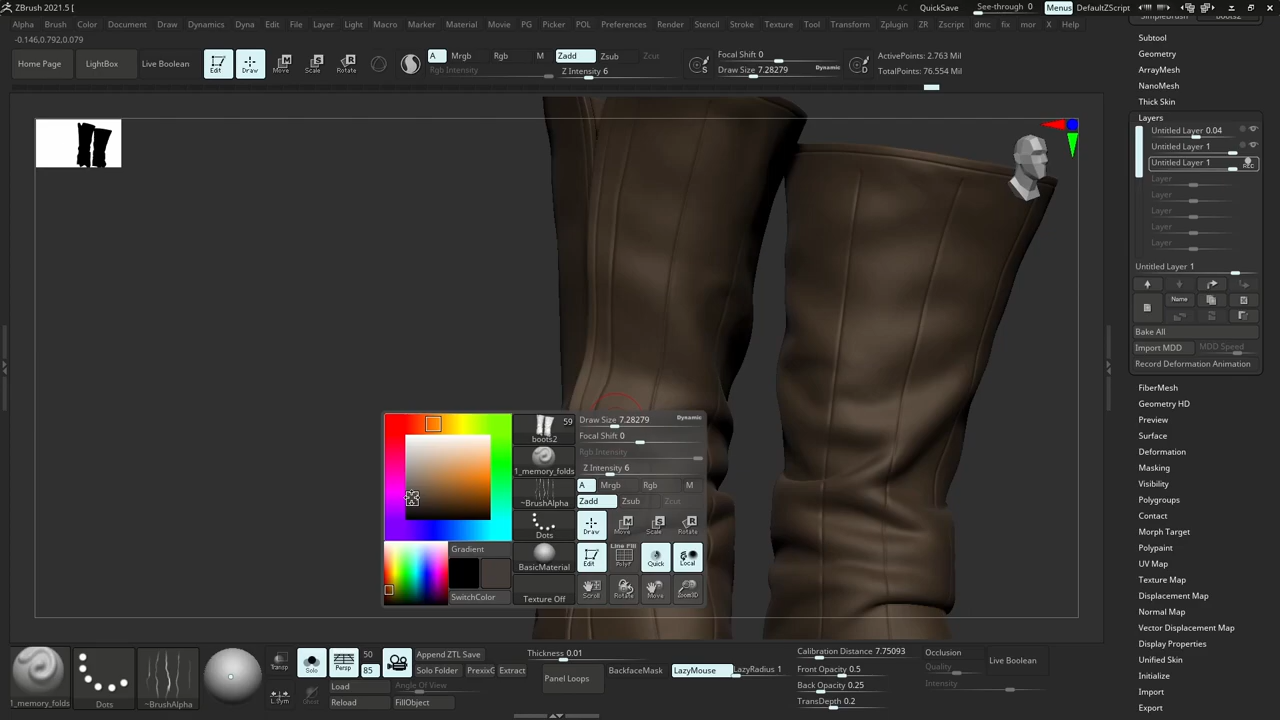 ZBrush 2021.5 [
AC QuickSave See-through 0 Menus DefaultZScript
Alpha Brush Color Document Draw Dynamics Edit File Layer Light Macro Marker Material Movie PG Picker POL Preferences Render Stencil Stroke Texture Tool Transform Zplugin ZR Zscript dmc fix mor X Help
-0.146,0.792,0.079
Home Page LightBox Live Boolean Edit Draw Move Scale Rotate
A Mrgb Rgb M Zadd Zsub Zcut
Rgb Intensity Z Intensity 6
Focal Shift 0
Draw Size 7.28279 Dynamic
S
D
ActivePoints: 2.763 Mil
TotalPoints: 76.554 Mil
SimpleBrush boots2
Subtool
Geometry
ArrayMesh
NanoMesh
Thick Skin
Layers
Untitled Layer 0.04
Untitled Layer 1
Untitled Layer 1 REC
Layer
Layer
Layer
Layer
Layer
Untitled Layer 1
Name
Bake All
Import MDD MDD Speed
Record Deformation Animation
FiberMesh
Geometry HD
Preview
Surface
Deformation
Masking
Visibility
Polygroups
Contact
Morph Target
Polypaint
UV Map
Texture Map
Displacement Map
Normal Map
Vector Displacement Map
Display Properties
Unified Skin
Initialize
Import
Export
59
boots2
1_memory_folds
~BrushAlpha
Dots
BasicMaterial
Texture Off
Gradient
SwitchColor
Draw Size 7.28279 Dynamic
Focal Shift 0
Rgb Intensity
Z Intensity 6
A Mrgb Rgb M
Zadd Zsub Zcut
Draw Move Scale Rotate
Line Fill
Edit PolyF Quick Local
Scroll Rotate Move Zoom3D
1_memory_folds Dots ~BrushAlpha
Transp
L.Sym
Solo
Ghost
Persp
50
85
Load
Reload
Append ZTL Save
Solo Folder PrevixC Extract
Angle Of View
FillObject
Thickness 0.01
Panel Loops
BackfaceMask LazyMouse LazyRadius 1
Calibration Distance 7.75093
Front Opacity 0.5
Back Opacity 0.25
TransDepth 0.2
Occlusion
Quality
Intensity
Live Boolean